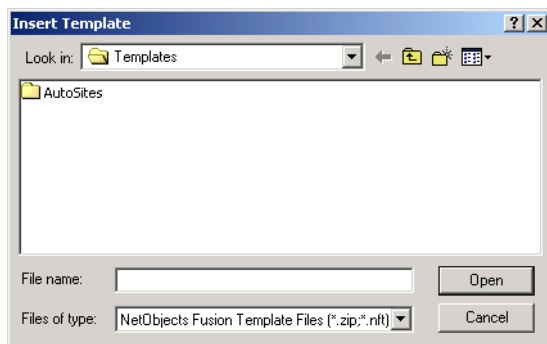 Insert Template
Look in: Templates
AutoSites
File name: Open
Files of type: NetObjects Fusion Template Files (*.zip;*.nft) Cancel